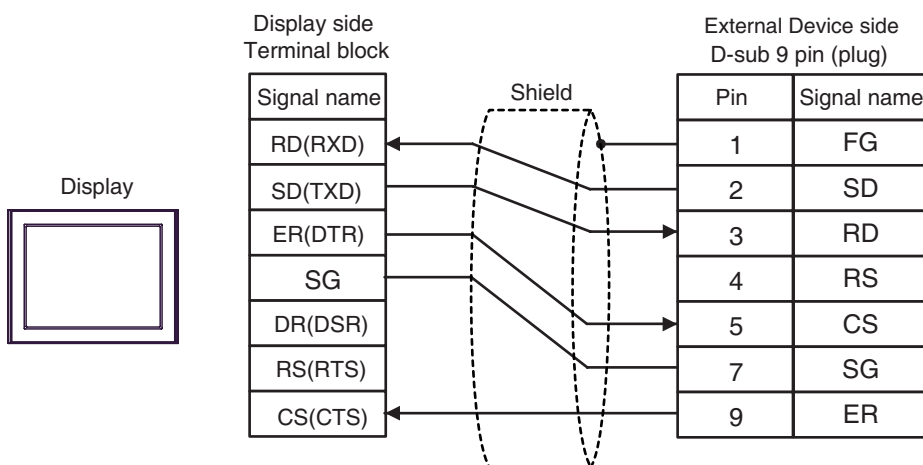 Display side
Terminal block
External Device side
D-sub 9 pin (plug)
Display
Shield
Signal name
RD(RXD)
SD(TXD)
ER(DTR)
SG
DR(DSR)
RS(RTS)
CS(CTS)
Pin Signal name
1 FG
2 SD
3 RD
4 RS
5 CS
7 SG
9 ER